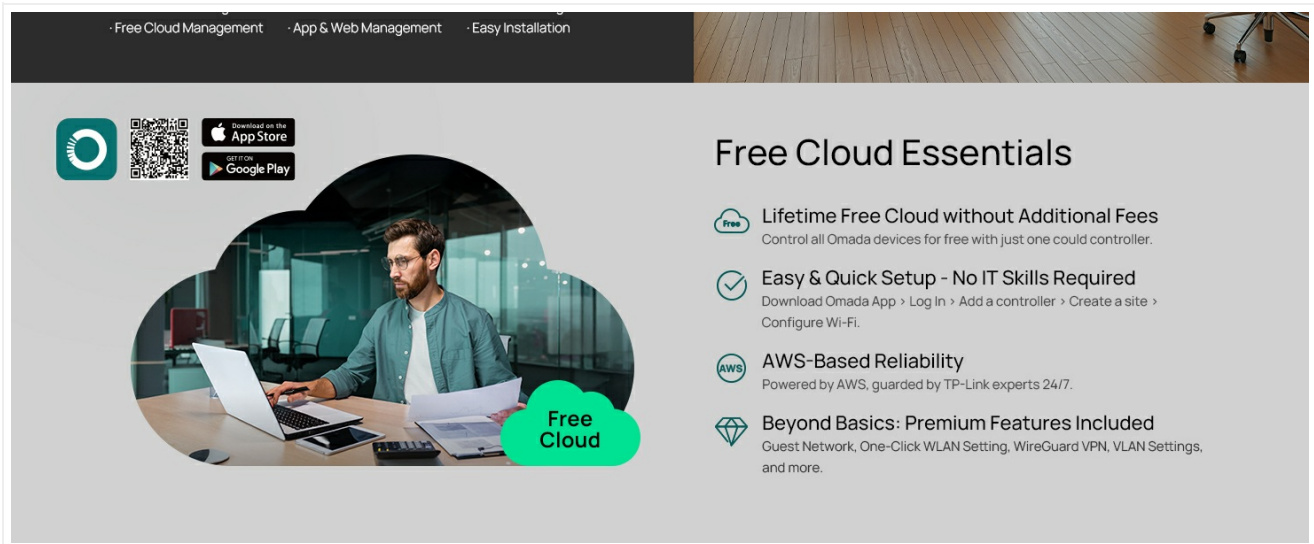 · Free Cloud Management · App & Web Management · Easy Installation
Download on the
App Store
GET IT ON
Google Play
Free
Cloud
Free Cloud Essentials
Free
Lifetime Free Cloud without Additional Fees
Control all Omada devices for free with just one could controller.
Easy & Quick Setup - No IT Skills Required
Download Omada App > Log In > Add a controller > Create a site >
Configure Wi-Fi.
AWS
AWS-Based Reliability
Powered by AWS, guarded by TP-Link experts 24/7.
Beyond Basics: Premium Features Included
Guest Network, One-Click WLAN Setting, WireGuard VPN, VLAN Settings,
and more.